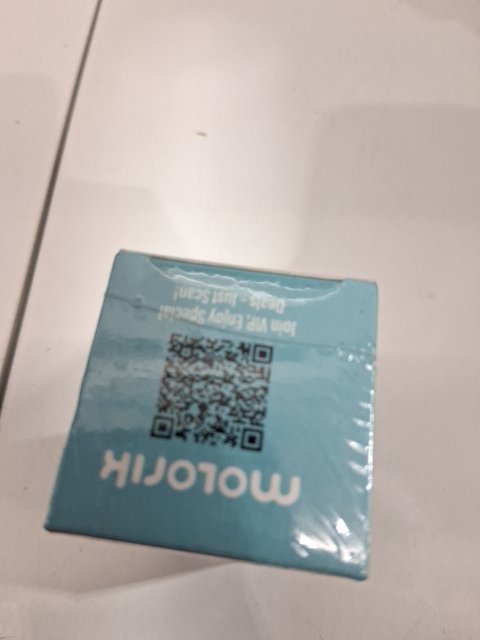 molorik
Join VIP, Enjoy Special
Deals - Just Scan!